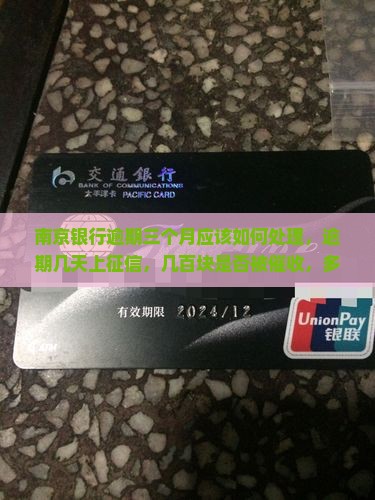 交通銀行
BANK OF COMMUNICATIONS
太平洋卡 PACIFIC CARD
南京银行逾期三个月应该如何处理，逾
期几天上征信，几百块是否被催收，多
有效期限 2024/12
UnionPay
银联
ATM